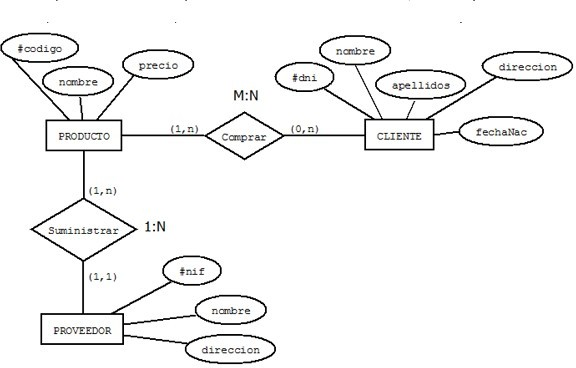 #codigo
nombre
precio
#dni
nombre
apellidos
direccion
fechaNac
M:N
PRODUCTO
(1,n)
Comprar
(0,n)
CLIENTE
(1,n)
Suministrar
1:N
(1,1)
#nif
nombre
direccion
PROVEEDOR